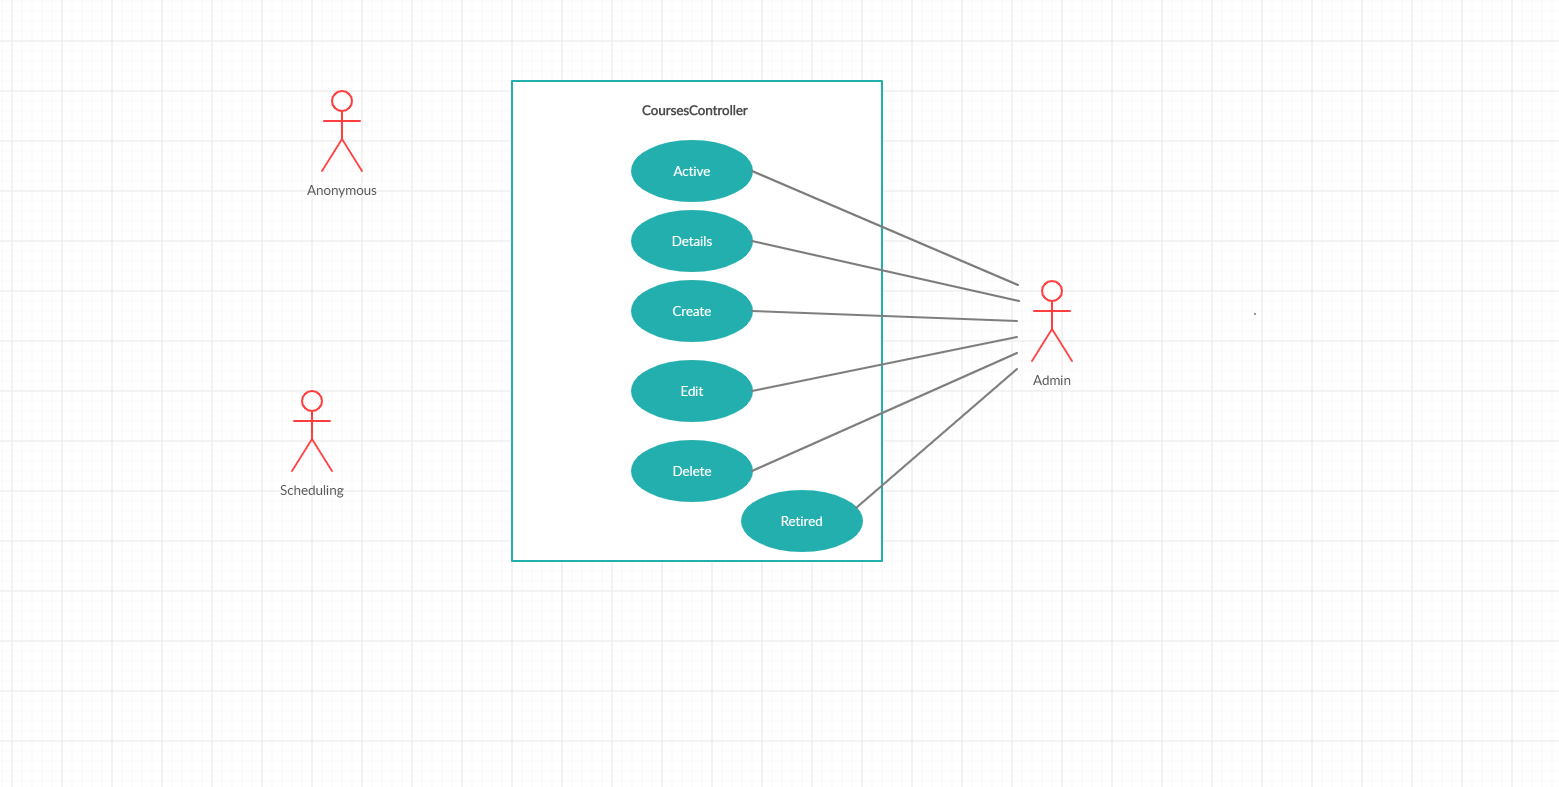 CoursesController
Anonymous
Active
Details
Create
Edit
Delete
Retired
Scheduling
Admin